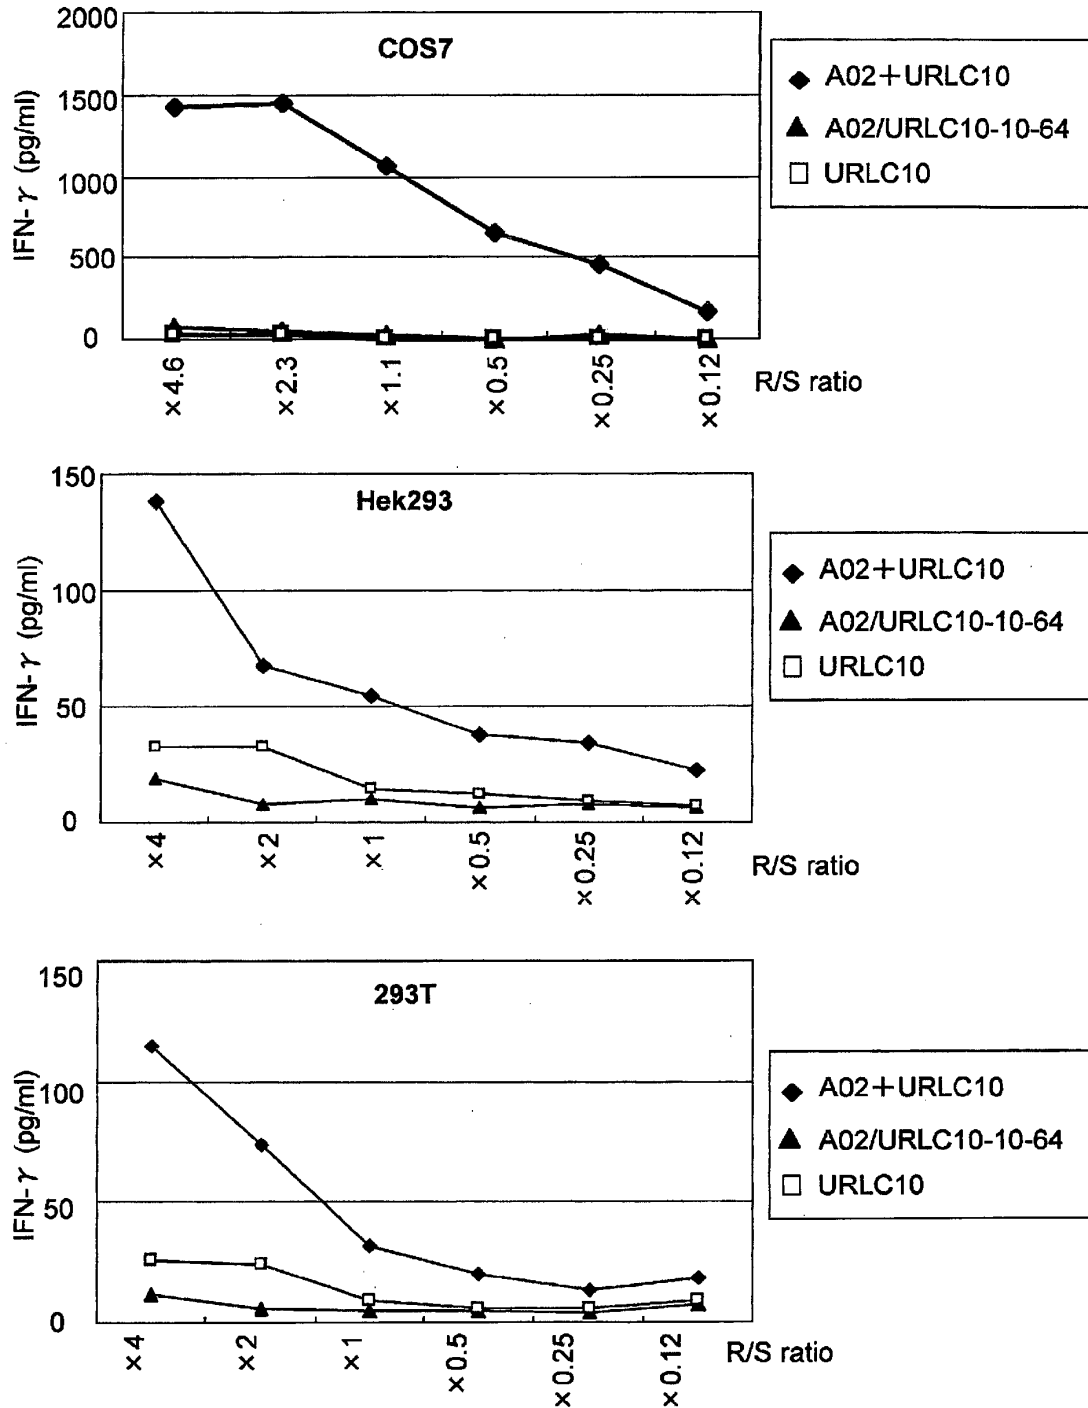 COS7
IFN-γ (pg/ml)
2000
1500
1000
500
0
×4.6
×2.3
×1.1
×0.5
×0.25
×0.12
R/S ratio
A02+URLC10
A02/URLC10-10-64
URLC10
Hek293
IFN-γ (pg/ml)
150
100
50
0
×4
×2
×1
×0.5
×0.25
×0.12
R/S ratio
A02+URLC10
A02/URLC10-10-64
URLC10
293T
IFN-γ (pg/ml)
150
100
50
0
×4
×2
×1
×0.5
×0.25
×0.12
R/S ratio
A02+URLC10
A02/URLC10-10-64
URLC10